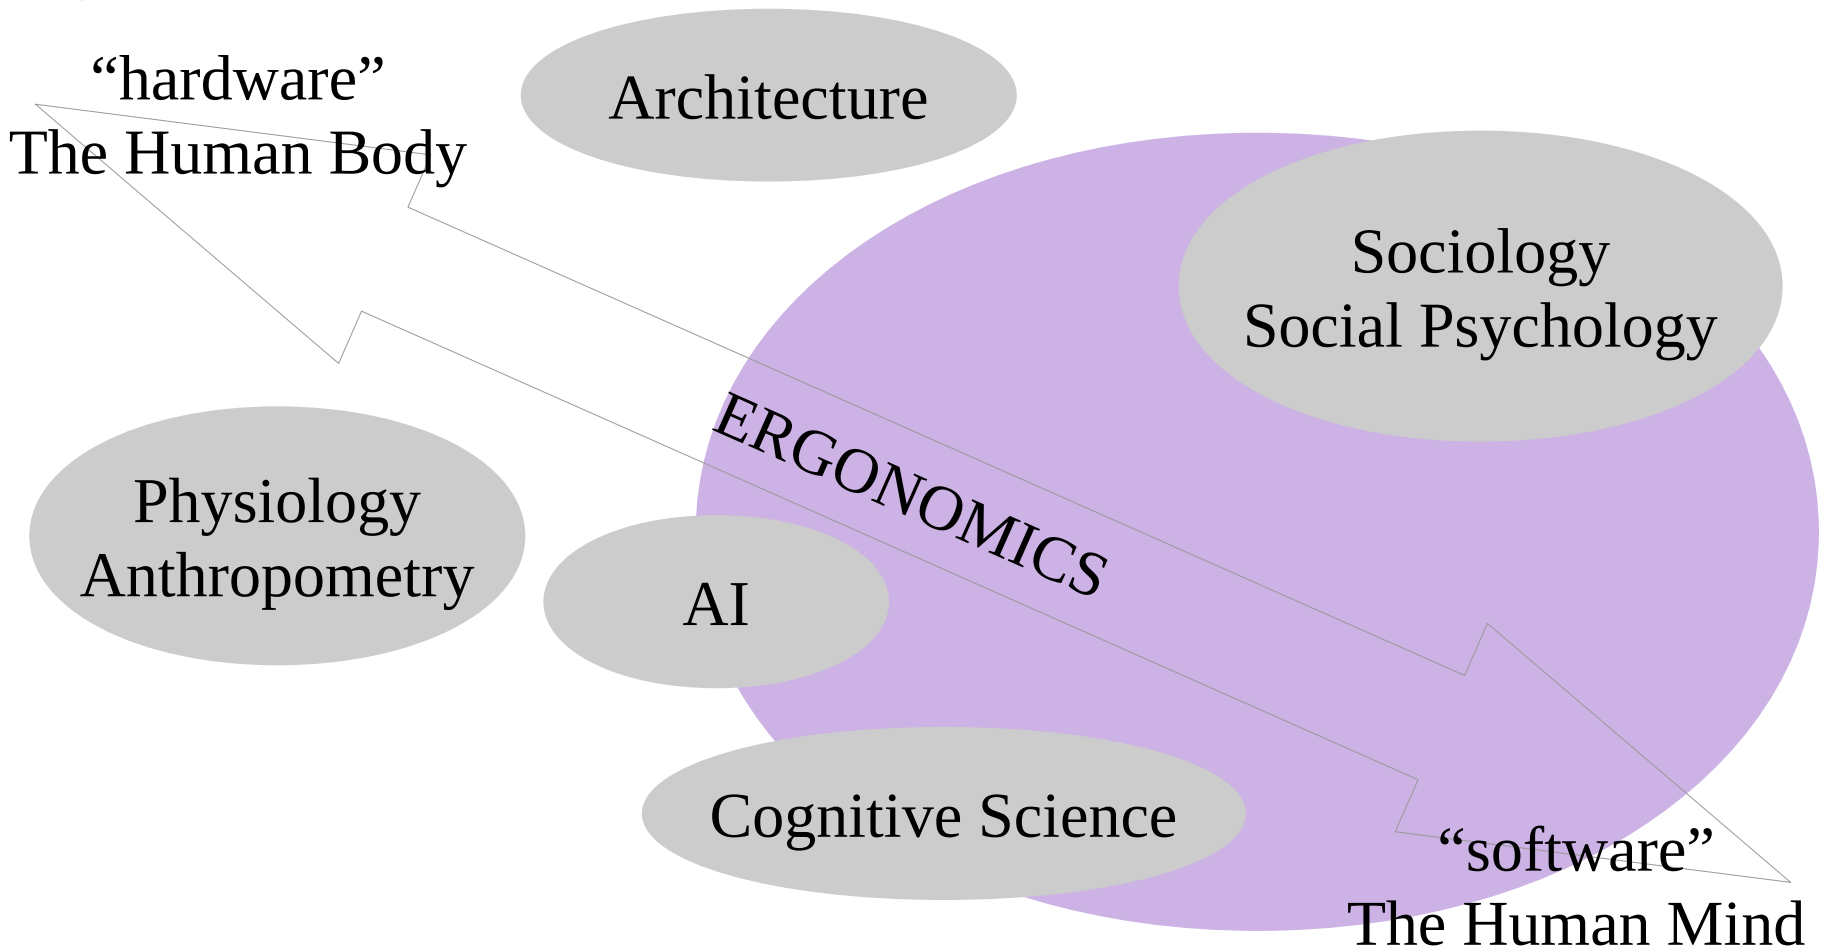 “hardware”
The Human Body
Architecture
Sociology
Social Psychology
ERGONOMICS
Physiology
Anthropometry
AI
Cognitive Science
“software”
The Human Mind